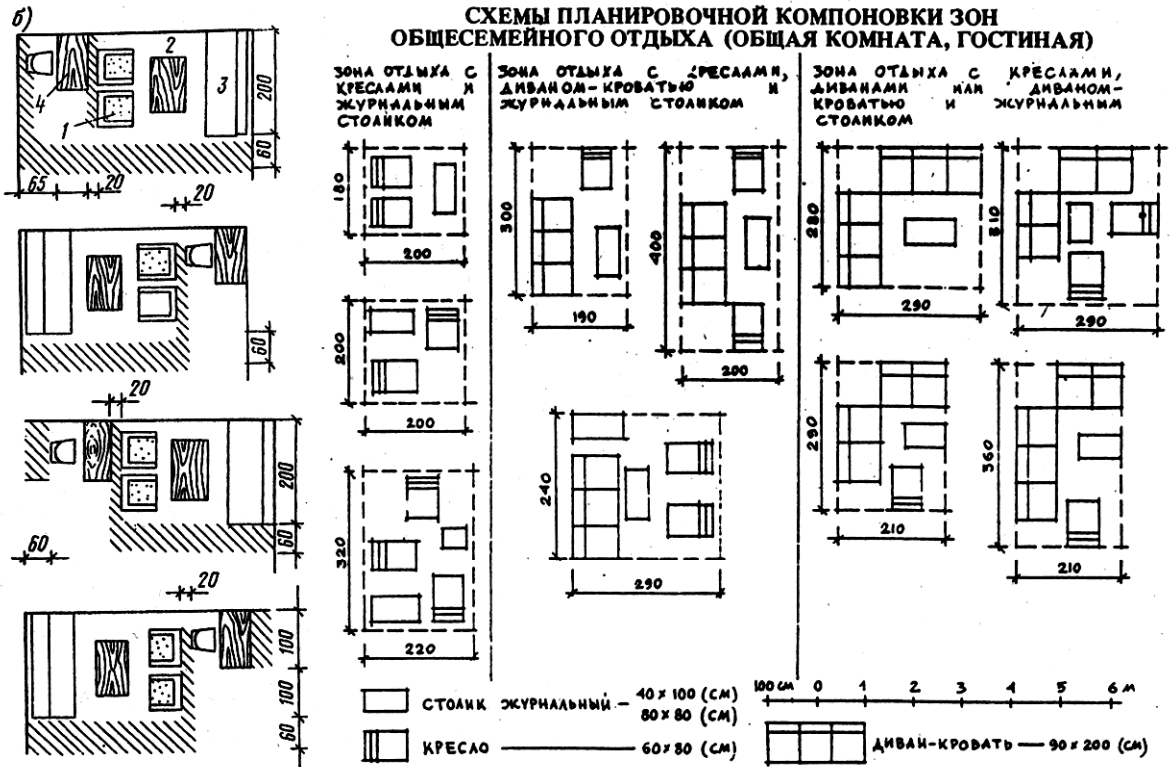 б)
СХЕМЫ ПЛАНИРОВОЧНОЙ КОМПОНОВКИ ЗОН
ОБЩЕСЕМЕЙНОГО ОТДЫХА (ОБЩАЯ КОМНАТА, ГОСТИНАЯ)
2
3
4
1
200
60
65
20
20
60
20
200
60
60
20
100
100
60
ЗОНА ОТДЫХА С
КРЕСЛАМИ И
ЖУРНАЛЬНЫМ
СТОЛИКОМ
180
200
200
200
320
220
ЗОНА ОТДЫХА С КРЕСЛАМИ,
ДИВАНОМ-КРОВАТЬЮ И
ЖУРНАЛЬНЫМ СТОЛИКОМ
300
190
400
200
240
290
ЗОНА ОТДЫХА С КРЕСЛАМИ,
ДИВАНАМИ ИЛИ ДИВАНОМ-
КРОВАТЬЮ И ЖУРНАЛЬНЫМ
СТОЛИКОМ
280
290
310
290
290
210
360
210
СТОЛИК ЖУРНАЛЬНЫЙ - 40 x 100 (СМ)
80 x 80 (СМ)
КРЕСЛО — 60 x 80 (СМ)
100 СМ 0 1 2 3 4 5 6 М
ДИВАН-КРОВАТЬ — 90 x 200 (СМ)